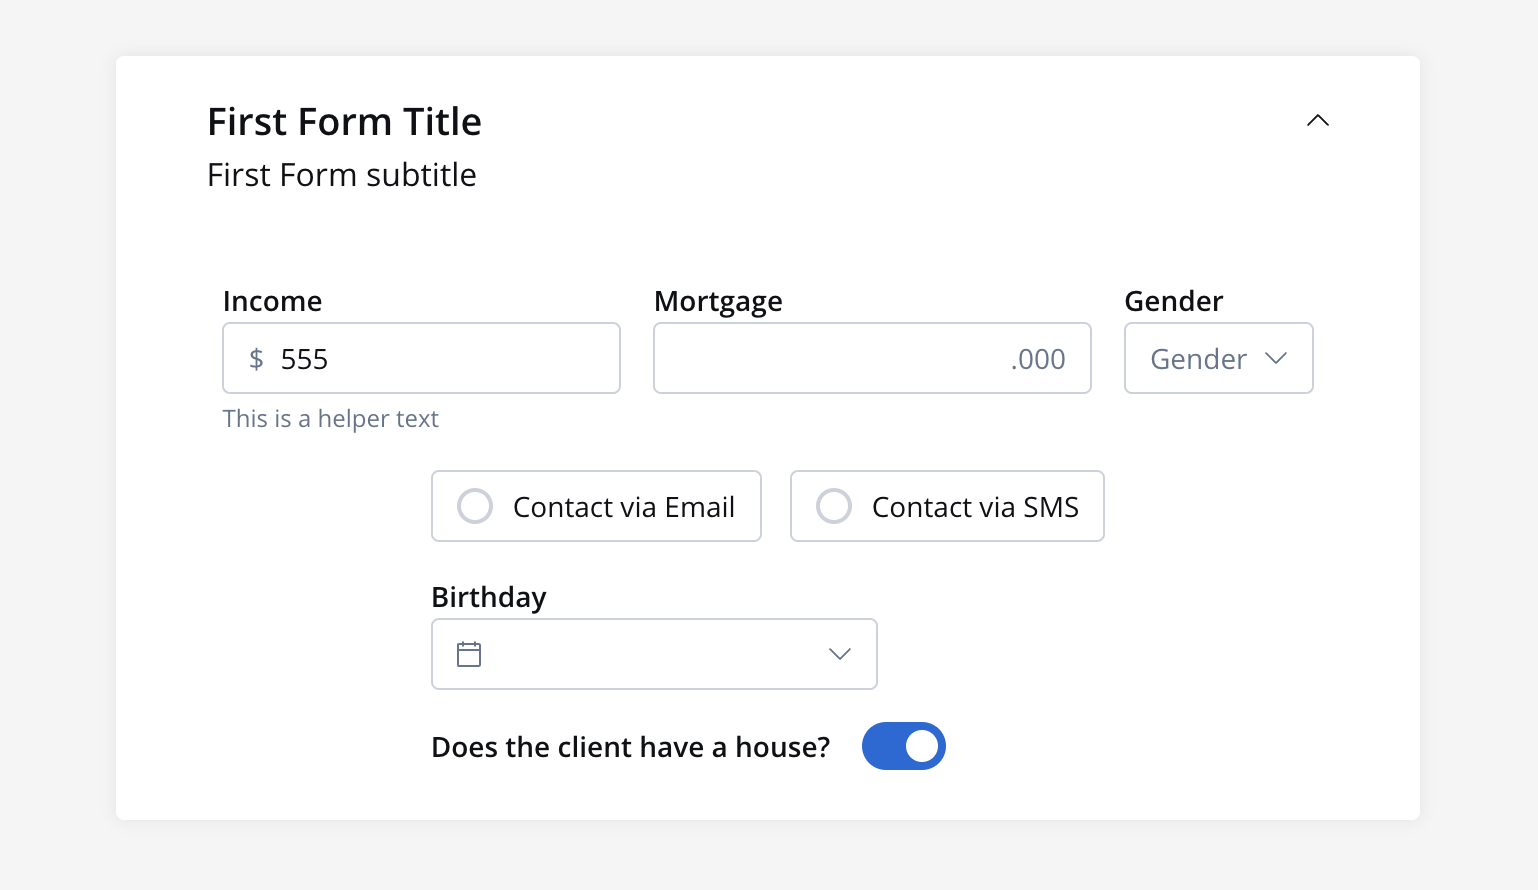 First Form Title
First Form subtitle
Income Mortgage Gender
$ 555 .000 Gender
This is a helper text
Contact via Email Contact via SMS
Birthday
Does the client have a house?